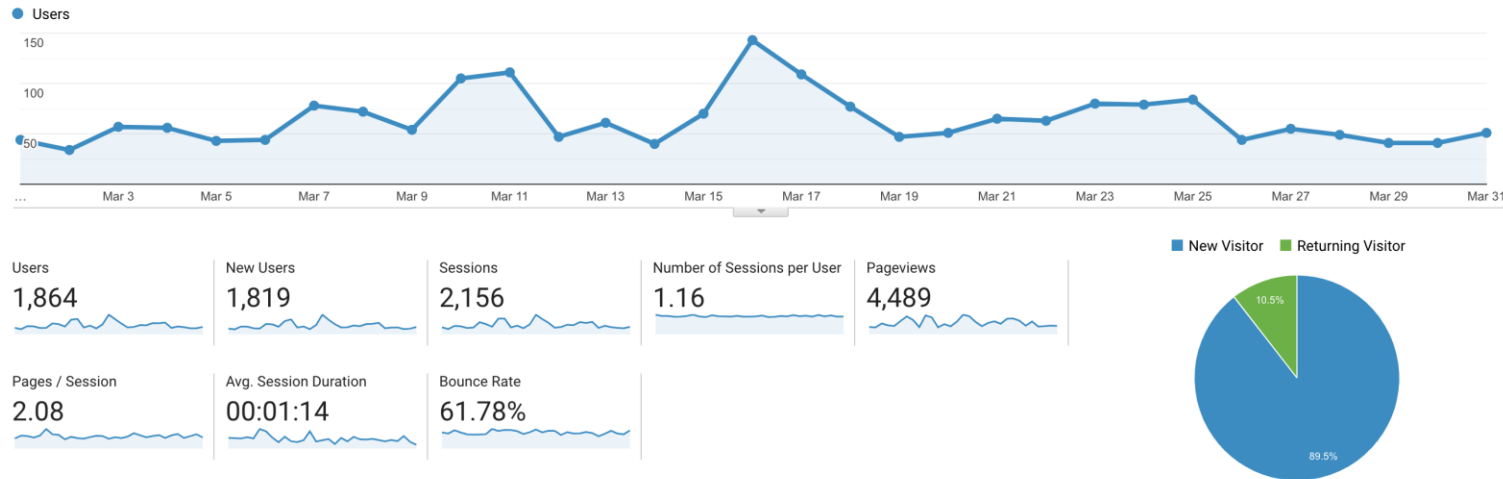 Users
150
100
50
... Mar 3 Mar 5 Mar 7 Mar 9 Mar 11 Mar 13 Mar 15 Mar 17 Mar 19 Mar 21 Mar 23 Mar 25 Mar 27 Mar 29 Mar 31
New Visitor Returning Visitor
Users New Users Sessions Number of Sessions per User Pageviews
1,864 1,819 2,156 1.16 4,489
10.5%
Pages / Session Avg. Session Duration Bounce Rate
2.08 00:01:14 61.78%
89.5%